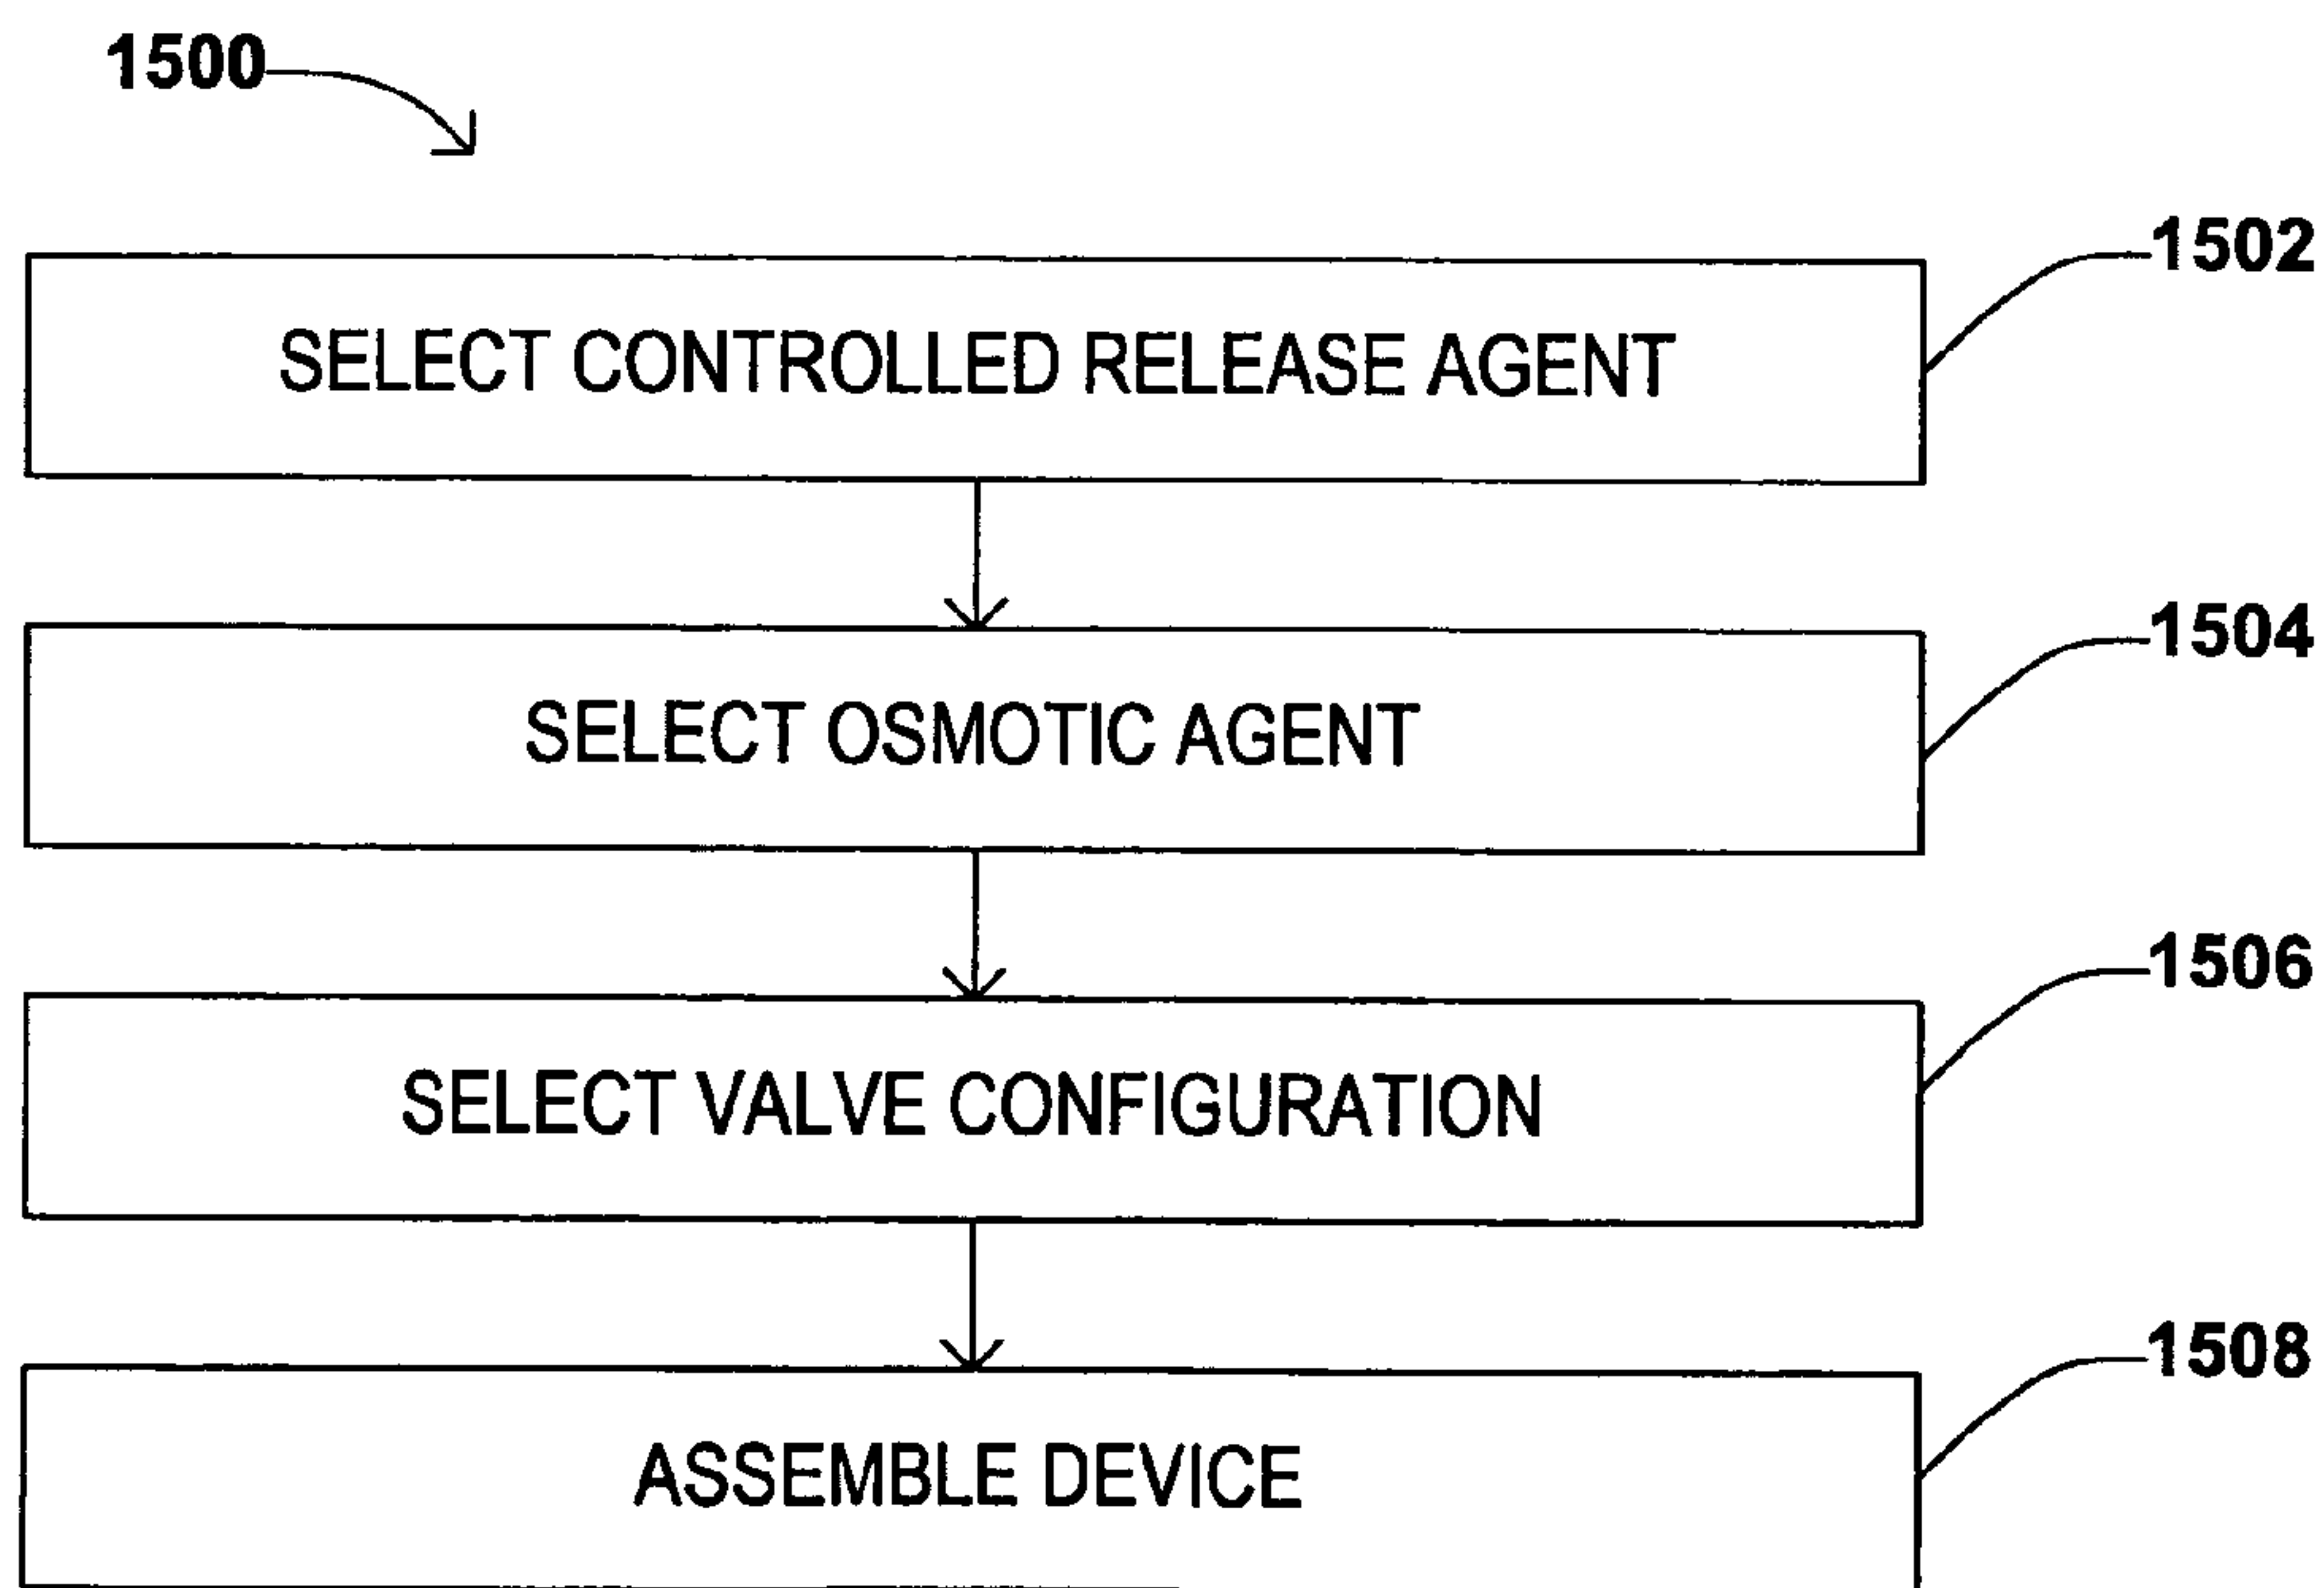 1500
1502
SELECT CONTROLLED RELEASE AGENT
1504
SELECT OSMOTIC AGENT
1506
SELECT VALVE CONFIGURATION
1508
ASSEMBLE DEVICE